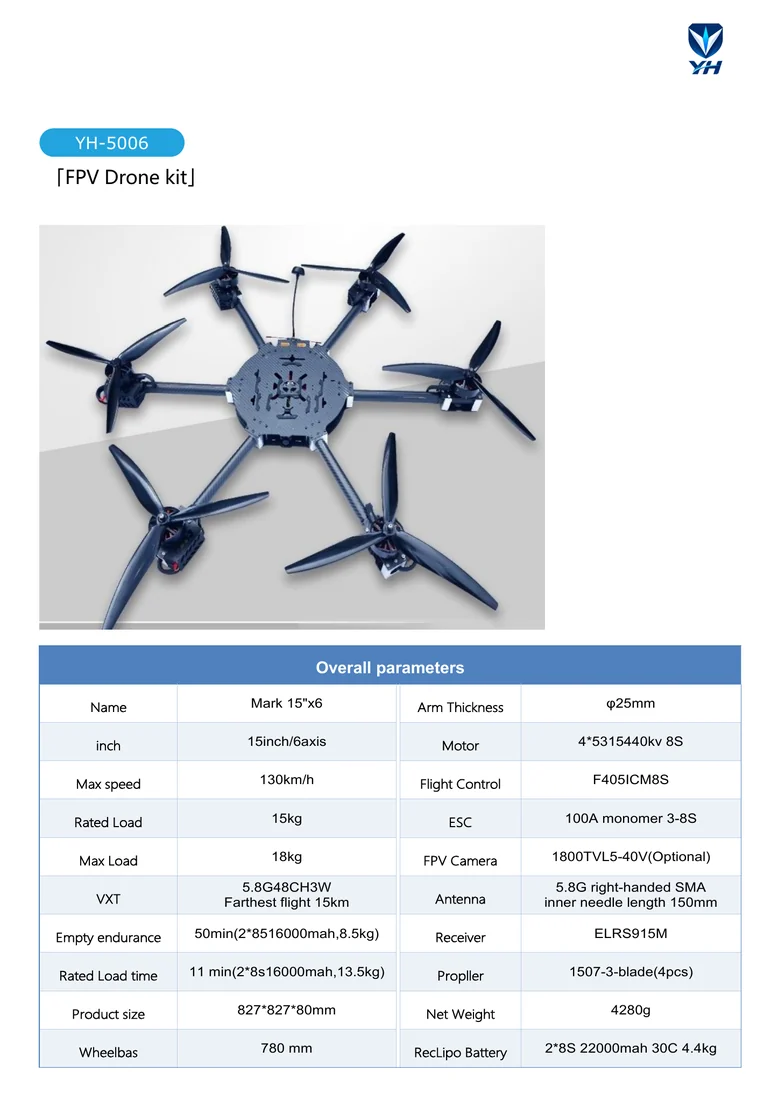 YH
YH-5006
「FPV Drone kit」
Overall parameters
Name Mark 15"x6 Arm Thickness φ25mm
inch 15inch/6axis Motor 4*5315440kv 8S
Max speed 130km/h Flight Control F405ICM8S
Rated Load 15kg ESC 100A monomer 3-8S
Max Load 18kg FPV Camera 1800TVL5-40V(Optional)
VXT 5.8G48CH3W Antenna 5.8G right-handed SMA
Farthest flight 15km inner needle length 150mm
Empty endurance 50min(2*8516000mah,8.5kg) Receiver ELRS915M
Rated Load time 11 min(2*8s16000mah,13.5kg) Propller 1507-3-blade(4pcs)
Product size 827*827*80mm Net Weight 4280g
Wheelbas 780 mm RecLipo Battery 2*8S 22000mah 30C 4.4kg